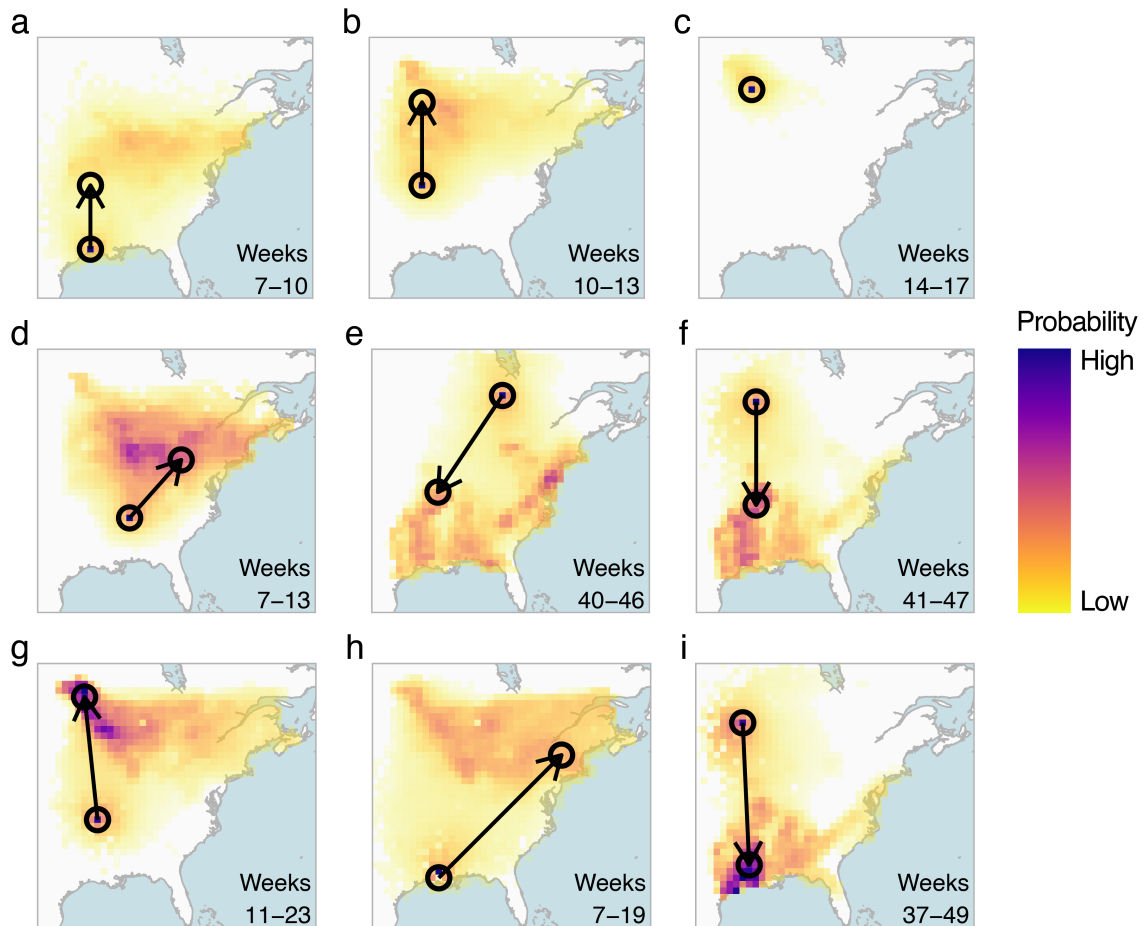 a
b
c
Weeks
7–10
Weeks
10–13
Weeks
14–17
d
e
f
Weeks
7–13
Weeks
40–46
Weeks
41–47
Probability
High
Low
g
h
i
Weeks
11–23
Weeks
7–19
Weeks
37–49